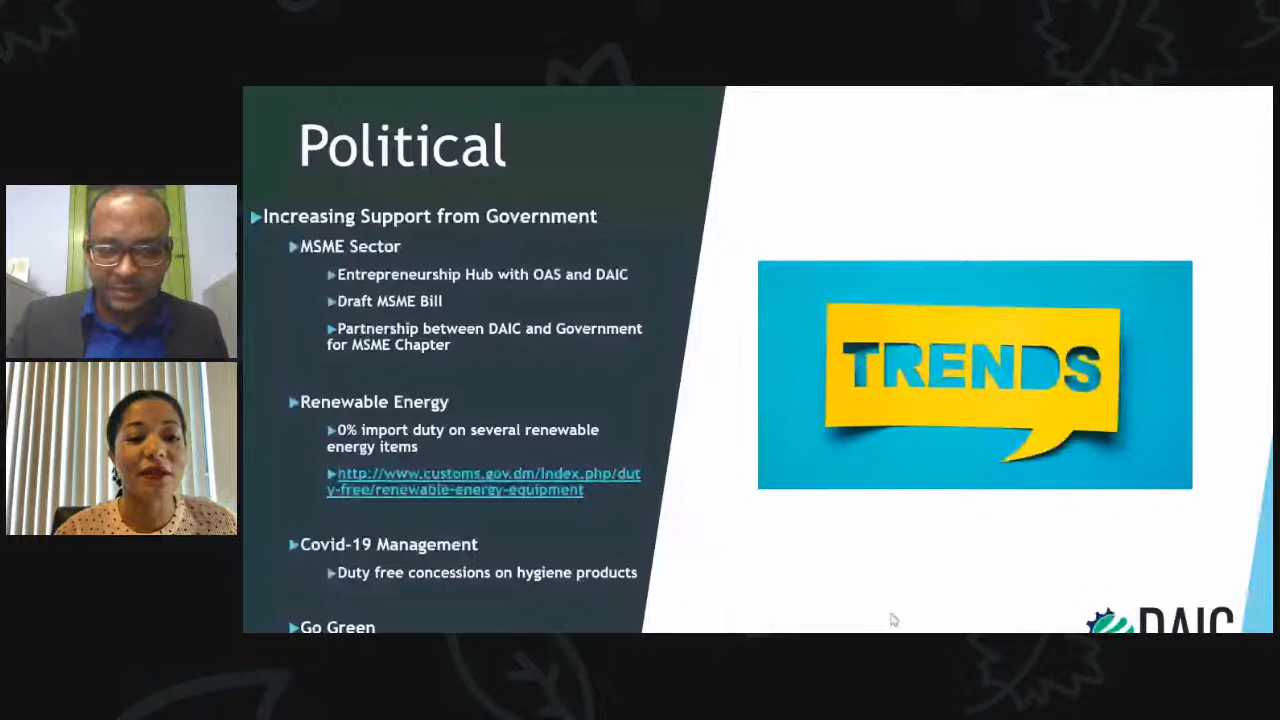 Political
Increasing Support from Government
MSME Sector
Entrepreneurship Hub with OAS and DAIC
Draft MSME Bill
Partnership between DAIC and Government
for MSME Chapter
Renewable Energy
0% import duty on several renewable
energy items
http://www.customs.gov.dm/index.php/dut
y-free/renewable-energy-equipment
Covid-19 Management
Duty free concessions on hygiene products
Go Green
TRENDS
DAIC